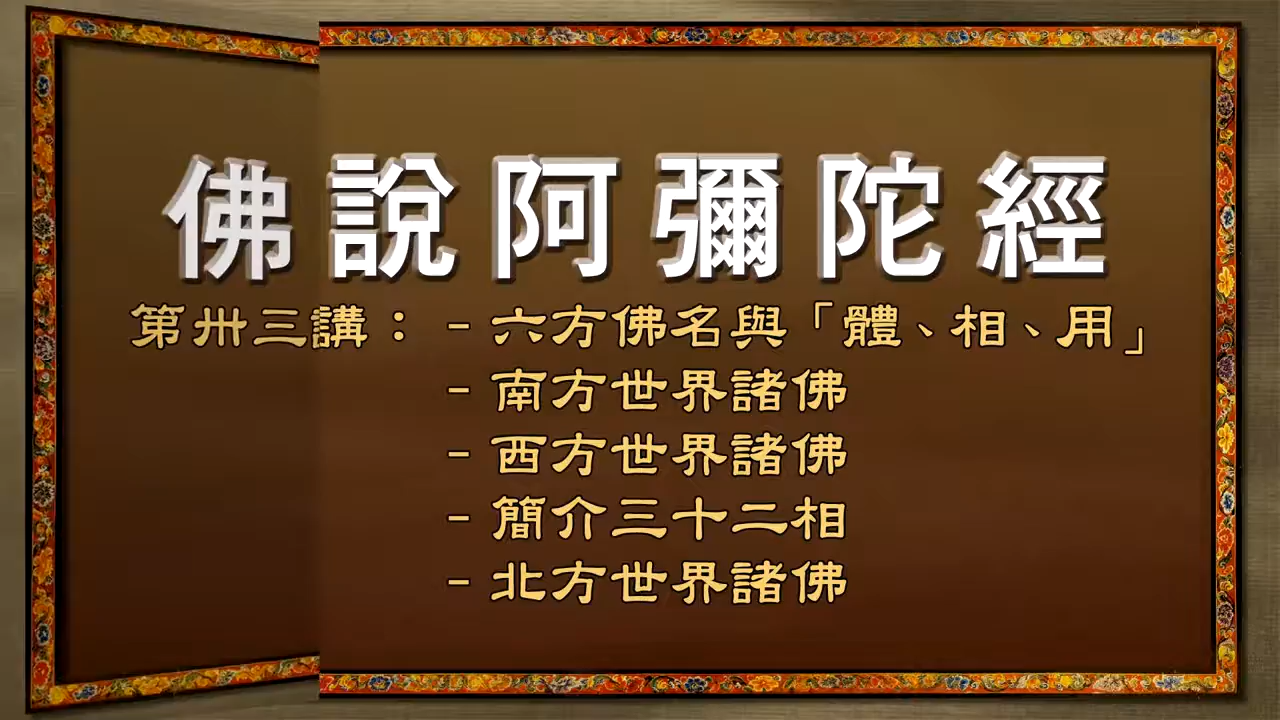 佛說阿彌陀經
第卅三講： - 六方佛名與「體、相、用」
- 南方世界諸佛
- 西方世界諸佛
- 簡介三十二相
- 北方世界諸佛